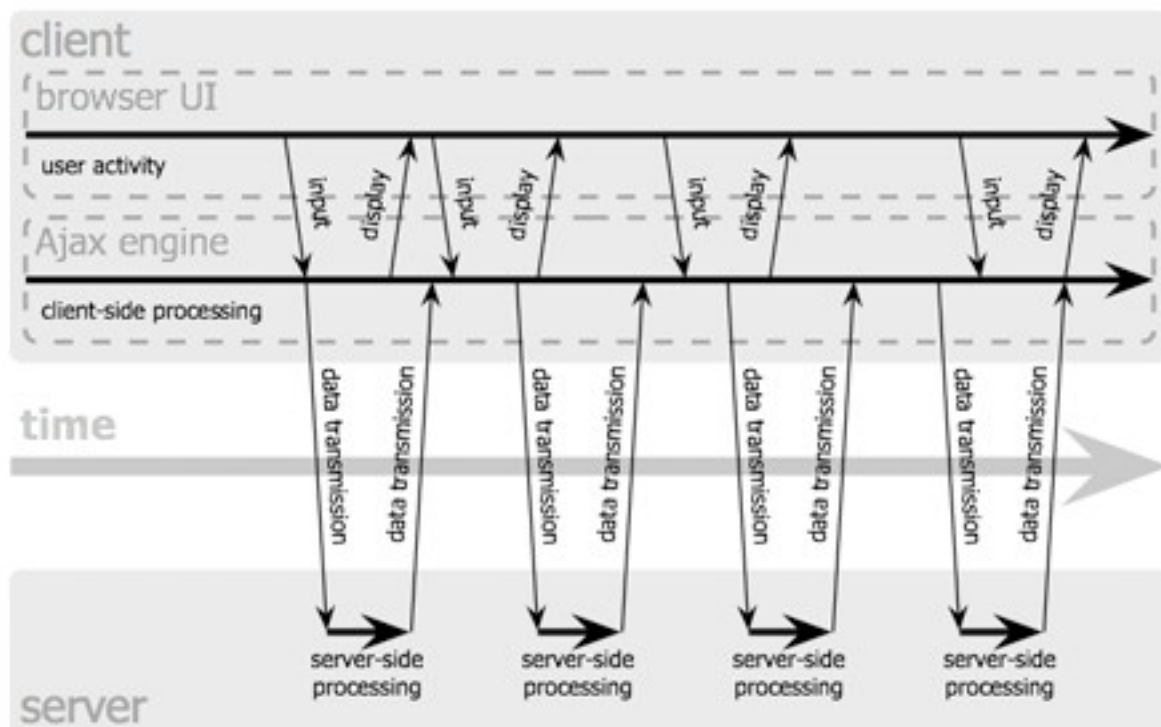 client
browser UI
user activity
input
display
input
display
input
display
input
display
Ajax engine
client-side processing
data transmission
data transmission
data transmission
data transmission
data transmission
data transmission
data transmission
data transmission
time
server-side
processing
server-side
processing
server-side
processing
server-side
processing
server